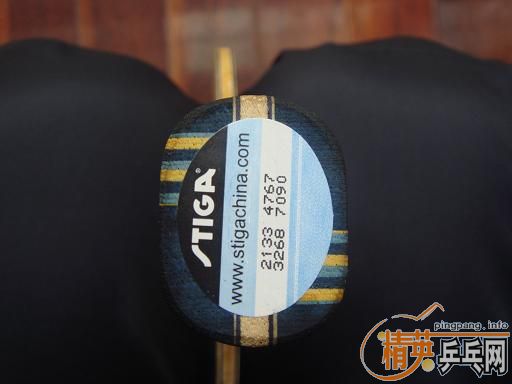 STIGA
www.stigachina.com
2133 4767
3268 7090
pingpang.info
精英乒乓网